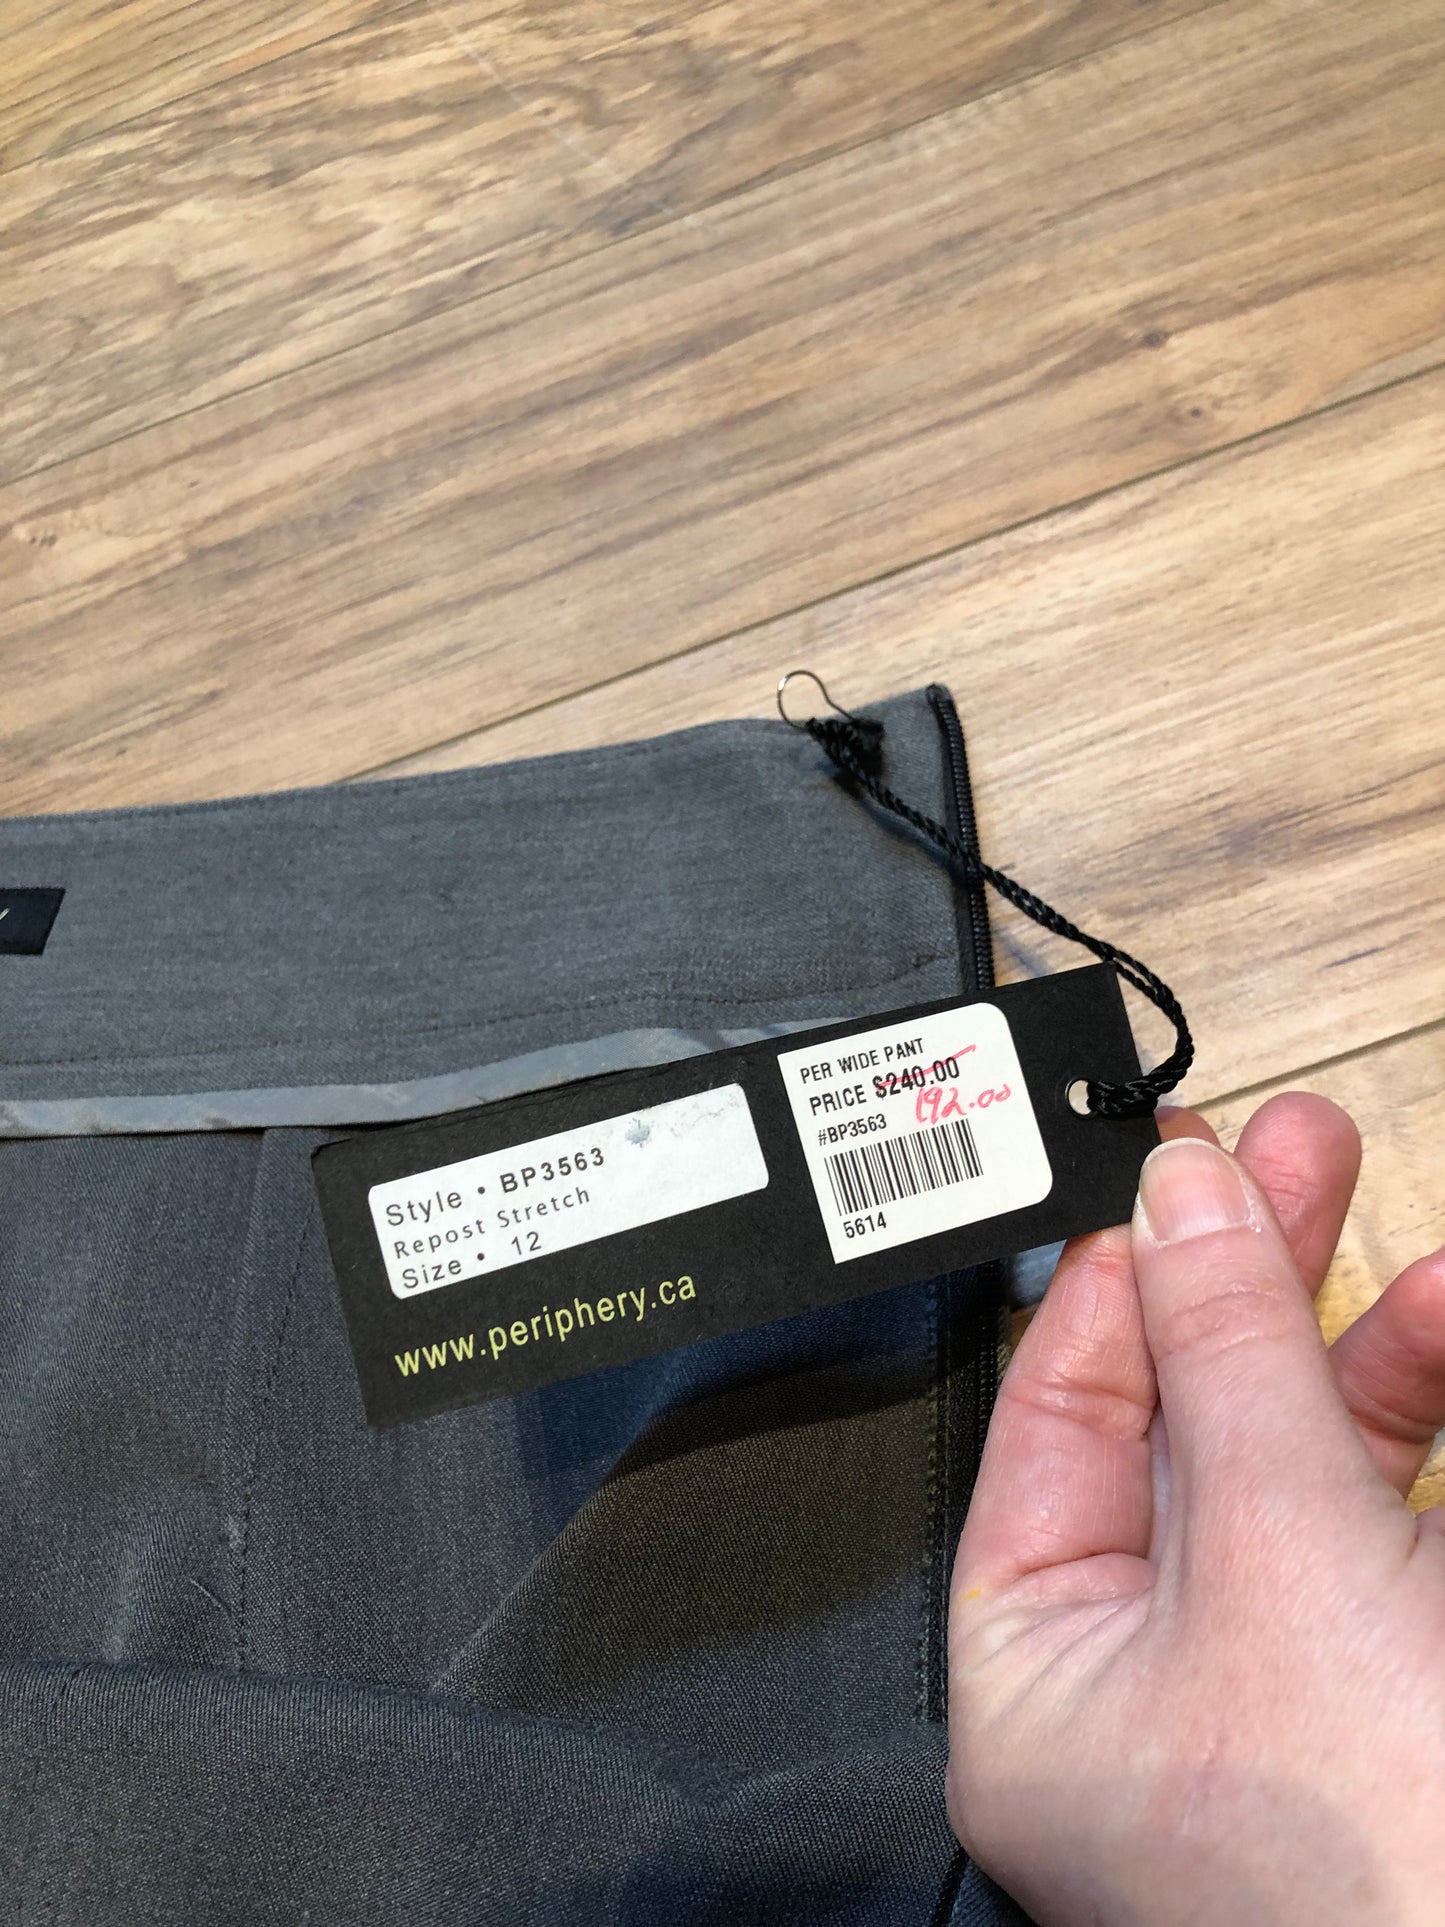 Style • BP3563
Repost Stretch
Size • 12
www.periphery.ca
PER WIDE PANT
PRICE $240.00
192.00
#BP3563
5614